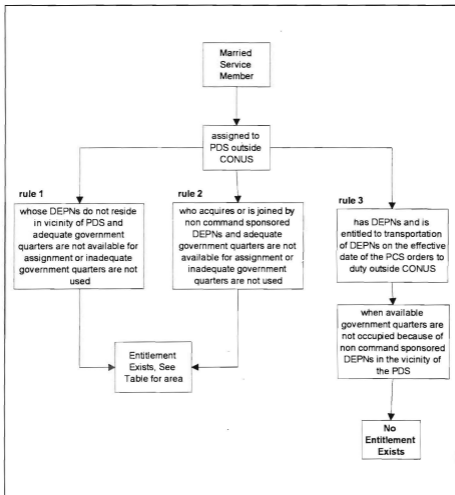 Married
Service
Member
assigned to
PDS outside
CONUS
rule 1
whose DEPNs do not reside
in vicinity of PDS and
adequate government
quarters are not available for
assignment or inadequate
government quarters are not
used
rule 2
who acquires or is joined by
non command sponsored
DEPNs and adequate
government quarters are not
available for assignment or
inadequate government
quarters are not used
rule 3
has DEPNs and is
entitled to transportation
of DEPNs on the effective
date of the PCS orders to
duty outside CONUS
when available
government quarters are
not occupied because of
non command sponsored
DEPNs in the vicinity of
the PDS
Entitlement
Exists, See
Table for area
No
Entitlement
Exists